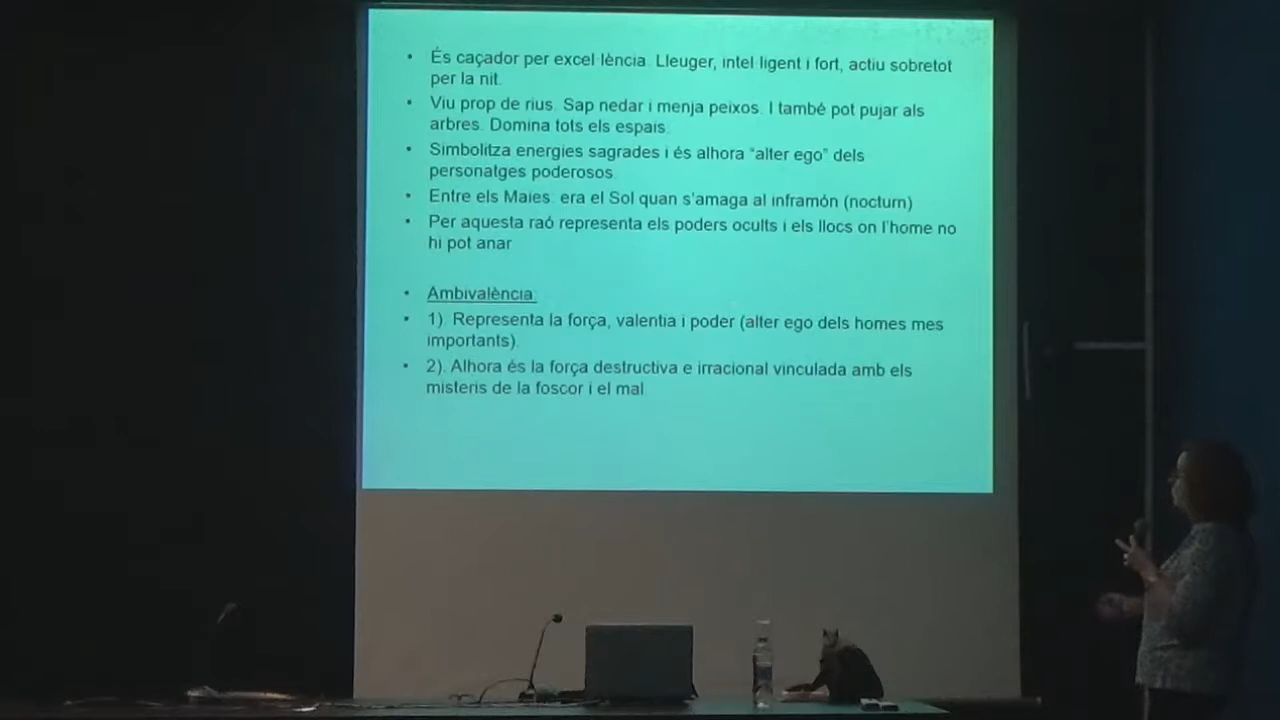 • És caçador per excel·lència. Lleuger, intel·ligent i fort, actiu sobretot
per la nit.
• Viu prop de rius. Sap nedar i menja peixos. I també pot pujar als
arbres. Domina tots els espais.
• Simbolitza energies sagrades i és alhora "alter ego" dels
personatges poderosos.
• Entre els Maies: era el Sol quan s'amaga al inframón (nocturn)
• Per aquesta raó representa els poders ocults i els llocs on l'home no
hi pot anar
• Ambivalència:
• 1). Representa la força, valentia i poder (alter ego dels homes mes
importants).
• 2). Alhora és la força destructiva e irracional vinculada amb els
misteris de la foscor i el mal